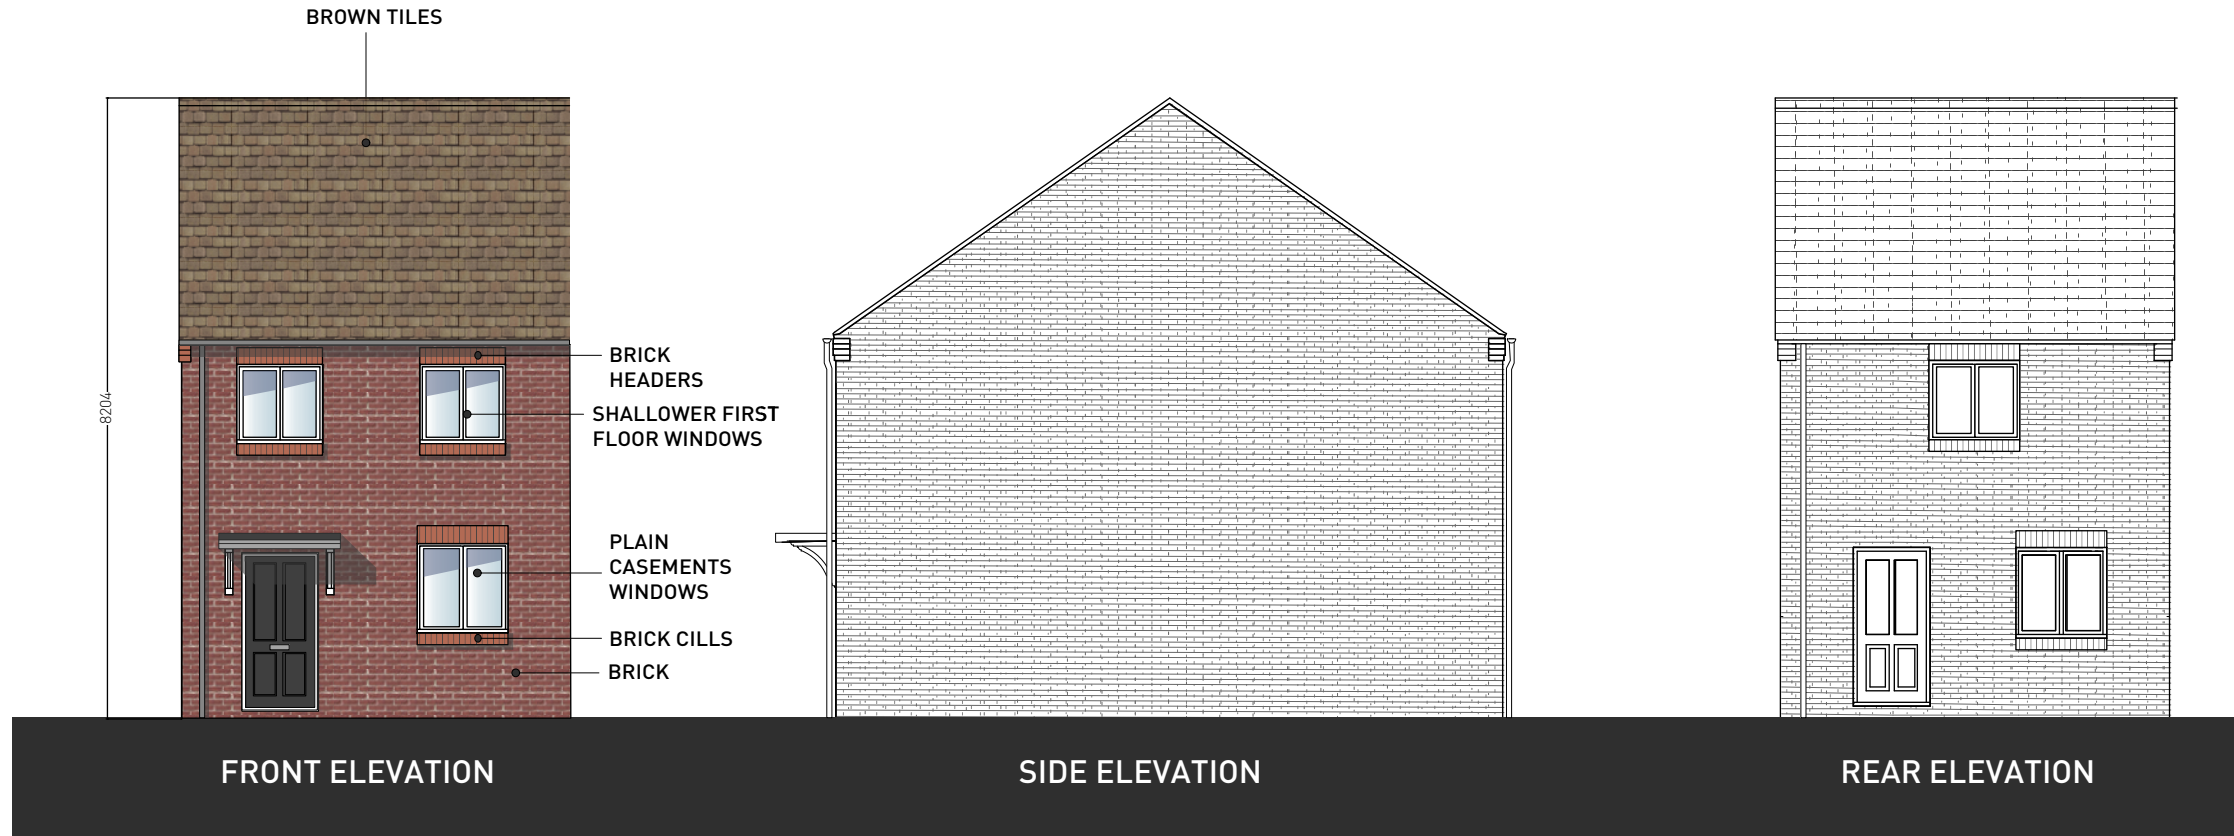 BROWN TILES
8204
BRICK
HEADERS
SHALLOWER FIRST
FLOOR WINDOWS
PLAIN
CASEMENTS
WINDOWS
BRICK CILLS
BRICK
FRONT ELEVATION
SIDE ELEVATION
REAR ELEVATION